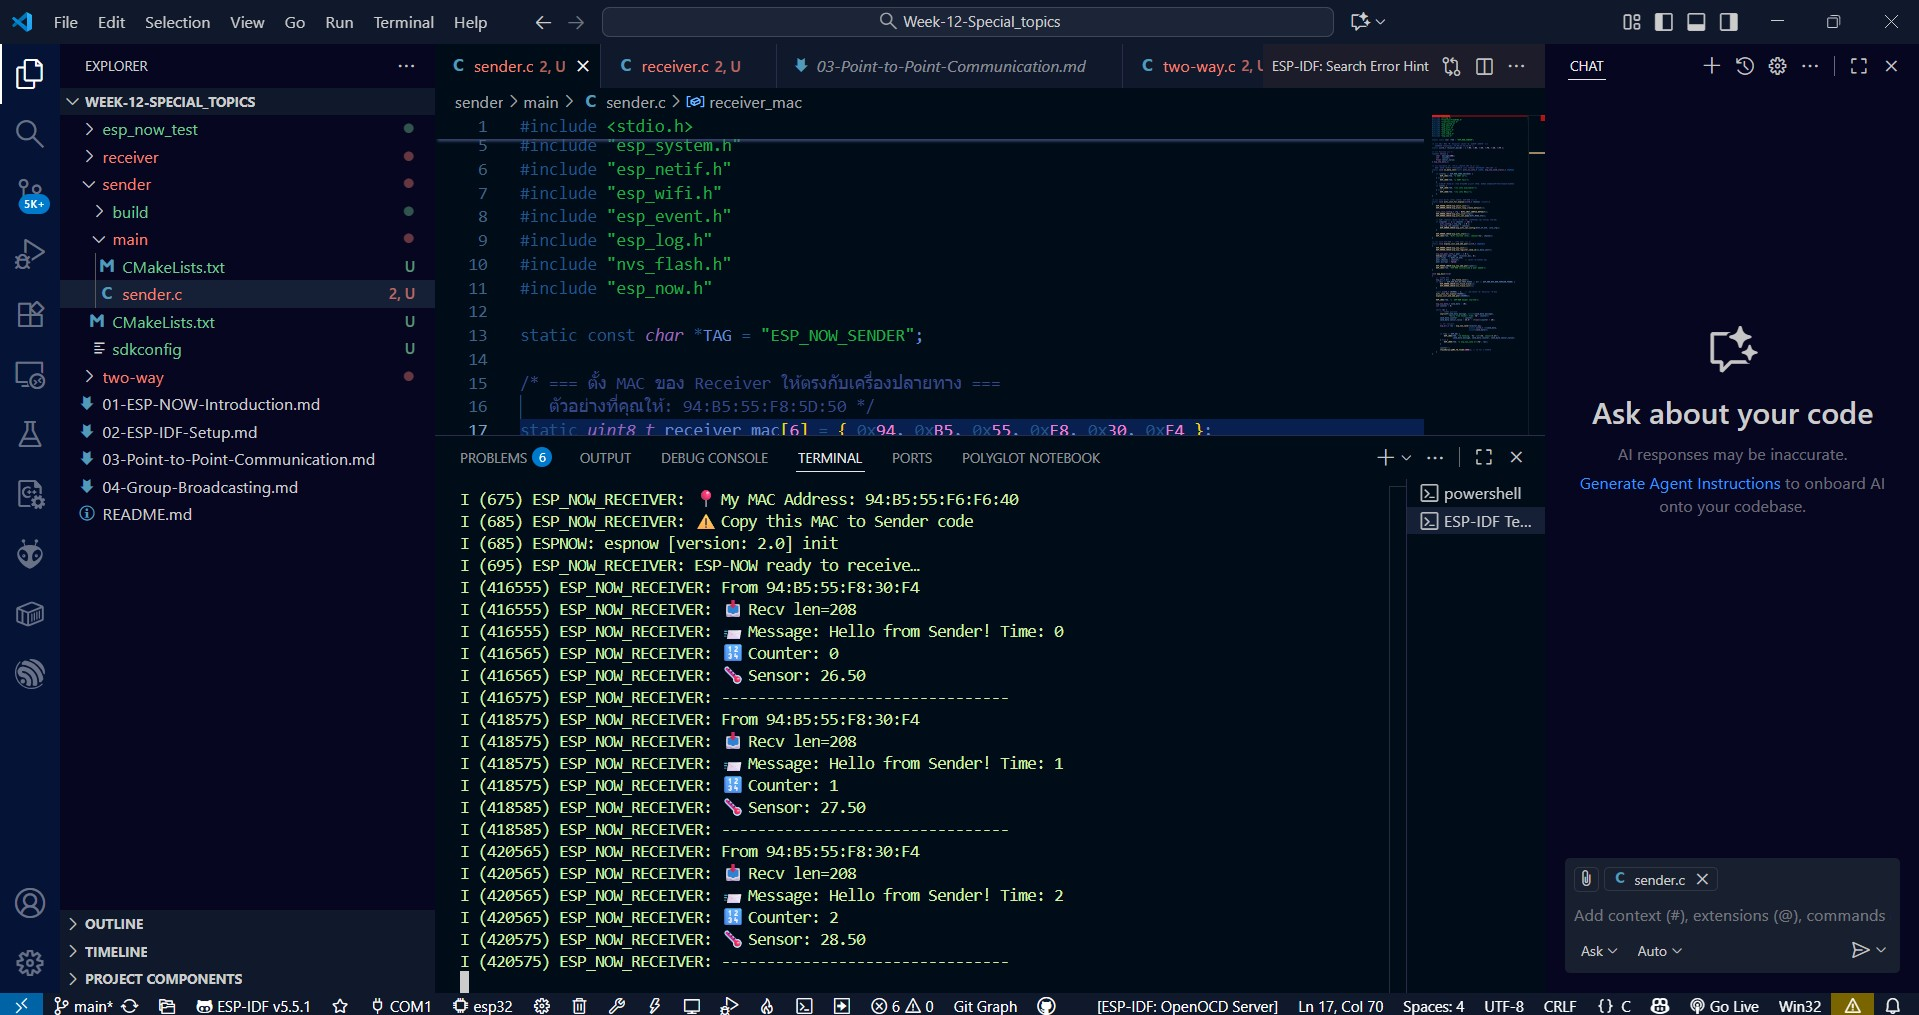 File Edit Selection View Go Run Terminal Help
Week-12-Special_topics
EXPLORER
WEEK-12-SPECIAL_TOPICS
esp_now_test
receiver
sender
build
main
CMakeLists.txt U
sender.c 2, U
CMakeLists.txt U
sdkconfig U
two-way
01-ESP-NOW-Introduction.md
02-ESP-IDF-Setup.md
03-Point-to-Point-Communication.md
04-Group-Broadcasting.md
README.md
5K+
OUTLINE
TIMELINE
PROJECT COMPONENTS
sender.c 2, U
receiver.c 2, U
03-Point-to-Point-Communication.md
two-way.c 2, U
ESP-IDF: Search Error Hint
sender > main > C sender.c > receiver_mac
1 #include <stdio.h>
5 #include "esp_system.h"
6 #include "esp_netif.h"
7 #include "esp_wifi.h"
8 #include "esp_event.h"
9 #include "esp_log.h"
10 #include "nvs_flash.h"
11 #include "esp_now.h"
12
13 static const char *TAG = "ESP_NOW_SENDER";
14
15 /* === ตั้ง MAC ของ Receiver ให้ตรงกับเครื่องปลายทาง ===
16 ตัวอย่างที่คุณให้: 94:B5:55:F8:5D:50 */
17 static uint8_t receiver_mac[6] = { 0x94, 0xB5, 0x55, 0xF8, 0x30, 0xF4 };
PROBLEMS 6 OUTPUT DEBUG CONSOLE TERMINAL PORTS POLYGLOT NOTEBOOK
I (675) ESP_NOW_RECEIVER: 📍 My MAC Address: 94:B5:55:F6:F6:40
I (685) ESP_NOW_RECEIVER: ⚠️ Copy this MAC to Sender code
I (685) ESPNOW: espnow [version: 2.0] init
I (695) ESP_NOW_RECEIVER: ESP-NOW ready to receive…
I (416555) ESP_NOW_RECEIVER: From 94:B5:55:F8:30:F4
I (416555) ESP_NOW_RECEIVER: 📥 Recv len=208
I (416555) ESP_NOW_RECEIVER: 📨 Message: Hello from Sender! Time: 0
I (416565) ESP_NOW_RECEIVER: 🔢 Counter: 0
I (416565) ESP_NOW_RECEIVER: 🌡️ Sensor: 26.50
I (416575) ESP_NOW_RECEIVER: --------------------------------
I (418575) ESP_NOW_RECEIVER: From 94:B5:55:F8:30:F4
I (418575) ESP_NOW_RECEIVER: 📥 Recv len=208
I (418575) ESP_NOW_RECEIVER: 📨 Message: Hello from Sender! Time: 1
I (418575) ESP_NOW_RECEIVER: 🔢 Counter: 1
I (418585) ESP_NOW_RECEIVER: 🌡️ Sensor: 27.50
I (418585) ESP_NOW_RECEIVER: --------------------------------
I (420565) ESP_NOW_RECEIVER: From 94:B5:55:F8:30:F4
I (420565) ESP_NOW_RECEIVER: 📥 Recv len=208
I (420565) ESP_NOW_RECEIVER: 📨 Message: Hello from Sender! Time: 2
I (420565) ESP_NOW_RECEIVER: 🔢 Counter: 2
I (420575) ESP_NOW_RECEIVER: 🌡️ Sensor: 28.50
I (420575) ESP_NOW_RECEIVER: --------------------------------
powershell
ESP-IDF Te...
CHAT
Ask about your code
AI responses may be inaccurate.
Generate Agent Instructions to onboard AI
onto your codebase.
sender.c
Add context (#), extensions (@), commands
Ask Auto
main* ESP-IDF v5.5.1 COM1 esp32 6 0 Git Graph [ESP-IDF: OpenOCD Server] Ln 17, Col 70 Spaces: 4 UTF-8 CRLF {} C Go Live Win32